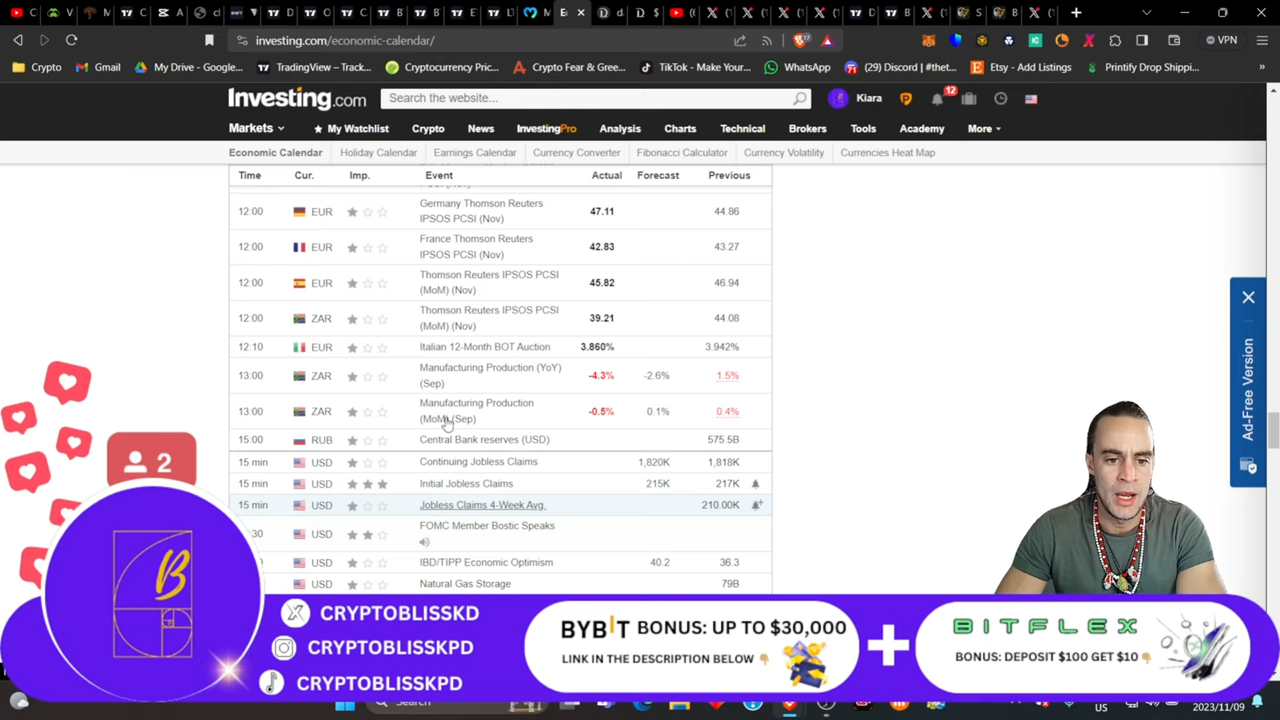 investing.com/economic-calendar/
VPN
Crypto
Gmail
My Drive - Google...
TradingView – Track...
Cryptocurrency Pric...
Crypto Fear & Gree...
TikTok - Make Your...
WhatsApp
(29) Discord | #thet...
Etsy - Add Listings
Printify Drop Shippi...
Investing.com
Search the website...
Kiara
12
Markets
My Watchlist
Crypto
News
InvestingPro
Analysis
Charts
Technical
Brokers
Tools
Academy
More
Economic Calendar
Holiday Calendar
Earnings Calendar
Currency Converter
Fibonacci Calculator
Currency Volatility
Currencies Heat Map
Time Cur. Imp. Event Actual Forecast Previous
12:00 EUR Germany Thomson Reuters IPSOS PCSI (Nov) 47.11 44.86
12:00 EUR France Thomson Reuters IPSOS PCSI (Nov) 42.83 43.27
12:00 EUR Thomson Reuters IPSOS PCSI (MoM) (Nov) 45.82 46.94
12:00 ZAR Thomson Reuters IPSOS PCSI (MoM) (Nov) 39.21 44.08
12:10 EUR Italian 12-Month BOT Auction 3.860% 3.942%
13:00 ZAR Manufacturing Production (YoY) (Sep) -4.3% -2.6% 1.5%
13:00 ZAR Manufacturing Production (MoM) (Sep) -0.5% 0.1% 0.4%
15:00 RUB Central Bank reserves (USD) 575.5B
15 min USD Continuing Jobless Claims 1,820K 1,818K
15 min USD Initial Jobless Claims 215K 217K
15 min USD Jobless Claims 4-Week Avg. 210.00K
30 USD FOMC Member Bostic Speaks
USD IBD/TIPP Economic Optimism 40.2 36.3
USD Natural Gas Storage 79B
Ad-Free Version
2
B
CRYPTOBLISSKD
CRYPTOBLISSKPD
CRYPTOBLISSKPD
BYBIT BONUS: UP TO $30,000
LINK IN THE DESCRIPTION BELOW
+
BITFLEX
BONUS: DEPOSIT $100 GET $10
Search
US
2023/11/09